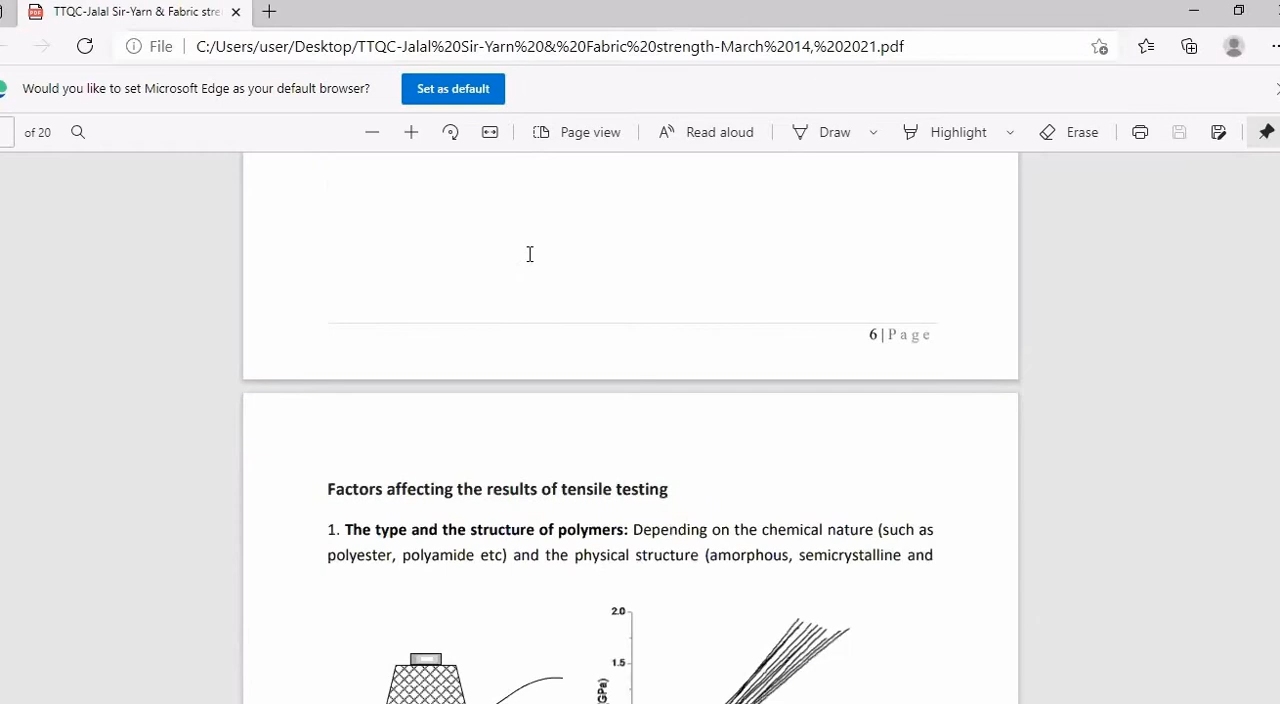 TTQC-Jalal Sir-Yarn & Fabric stre
File
C:/Users/user/Desktop/TTQC-Jalal%20Sir-Yarn%20&%20Fabric%20strength-March%2014,%202021.pdf
Would you like to set Microsoft Edge as your default browser?
Set as default
of 20
Page view
Read aloud
Draw
Highlight
Erase
6 | P a g e
Factors affecting the results of tensile testing
1. The type and the structure of polymers: Depending on the chemical nature (such as
polyester, polyamide etc) and the physical structure (amorphous, semicrystalline and
2.0
1.5
(GPa)